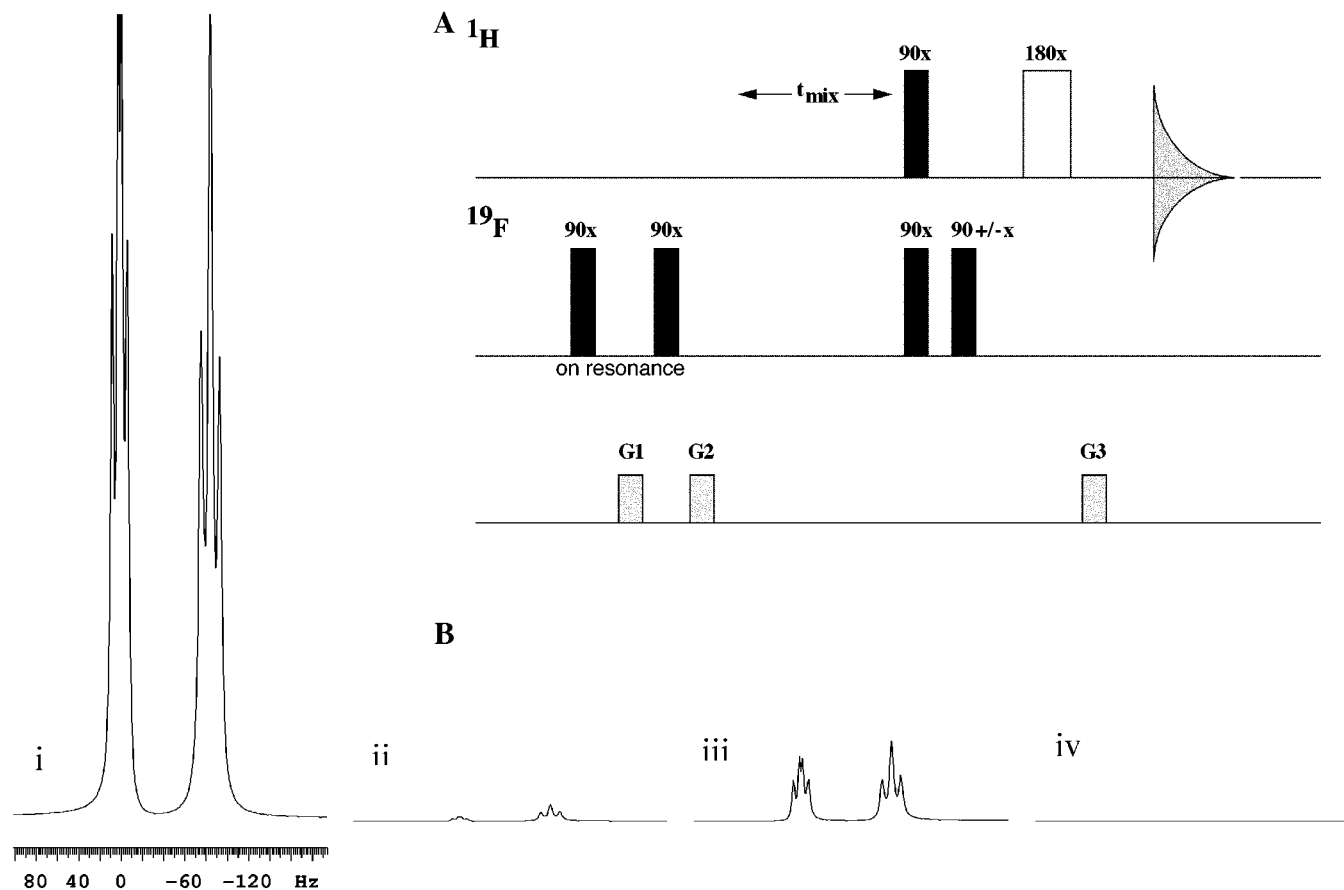 A ¹H
90x 180x
tmix
¹⁹F
90x 90x 90x 90+/-x
on resonance
G1 G2 G3
B
i ii iii iv
80 40 0 -60 -120 Hz